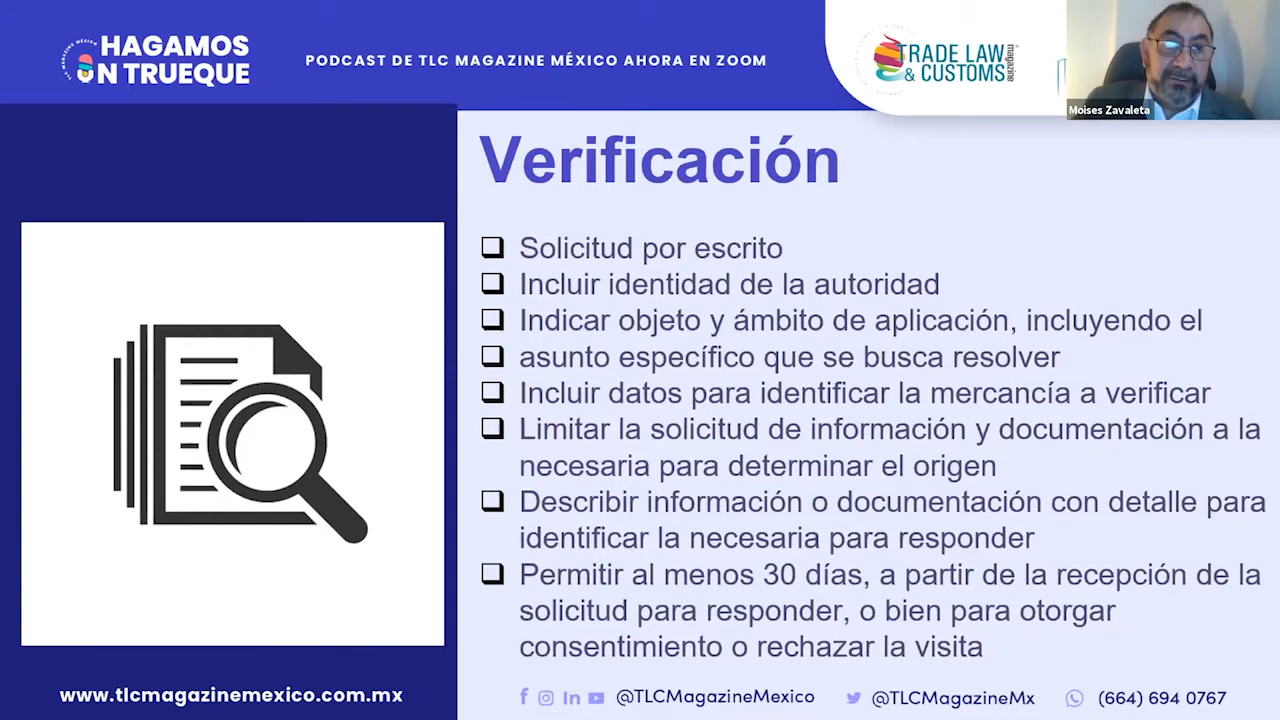 HAGAMOS
UN TRUEQUE
PODCAST DE TLC MAGAZINE MÉXICO AHORA EN ZOOM
TRADE LAW
& CUSTOMS
magazine
Moises Zavaleta
Verificación
Solicitud por escrito
Incluir identidad de la autoridad
Indicar objeto y ámbito de aplicación, incluyendo el
asunto específico que se busca resolver
Incluir datos para identificar la mercancía a verificar
Limitar la solicitud de información y documentación a la
necesaria para determinar el origen
Describir información o documentación con detalle para
identificar la necesaria para responder
Permitir al menos 30 días, a partir de la recepción de la
solicitud para responder, o bien para otorgar
consentimiento o rechazar la visita
www.tlcmagazinemexico.com.mx
@TLCMagazineMexico
@TLCMagazineMx
(664) 694 0767